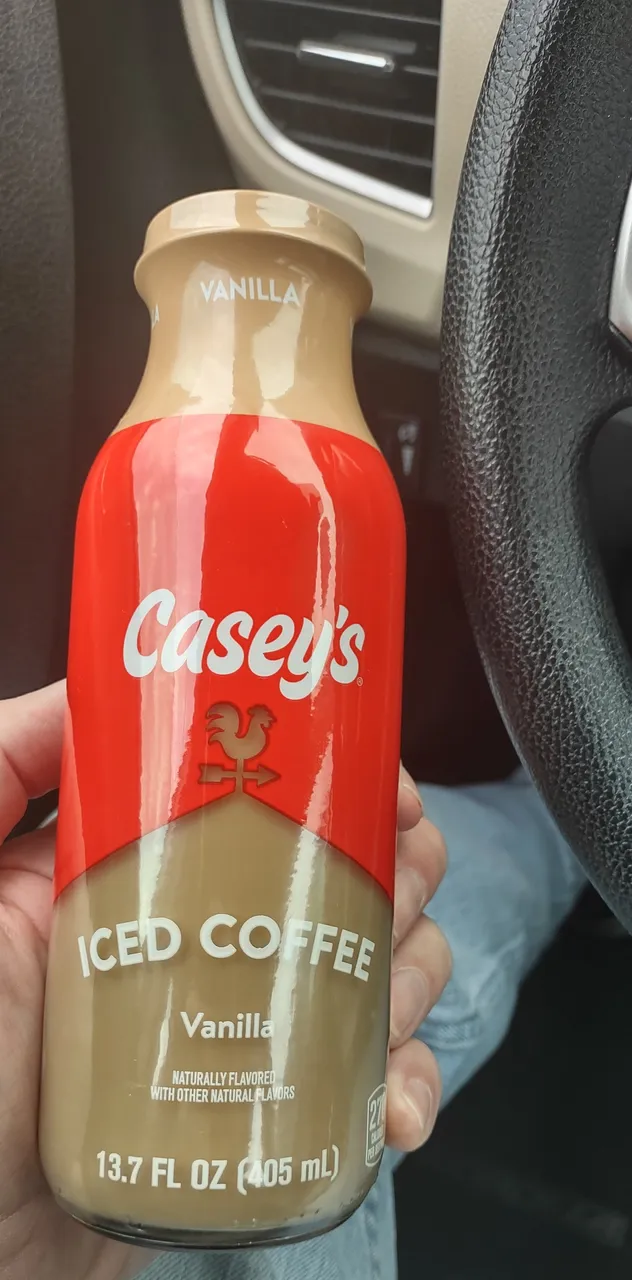 VANILLA
Casey's®
ICED COFFEE
Vanilla
NATURALLY FLAVORED
WITH OTHER NATURAL FLAVORS
13.7 FL OZ (405 mL)